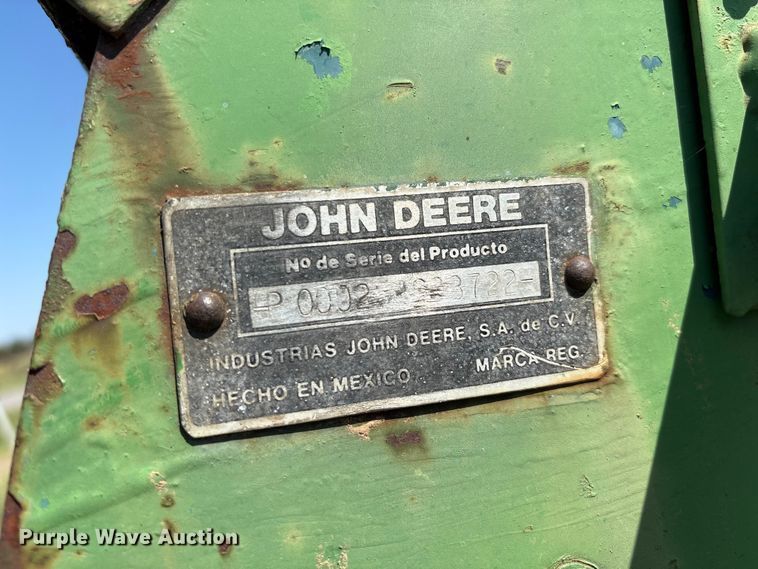 JOHN DEERE
Nº de Serie del Producto
INDUSTRIAS JOHN DEERE, S.A. de C.V.
HECHO EN MEXICO MARCA REG.
Purple Wave Auction